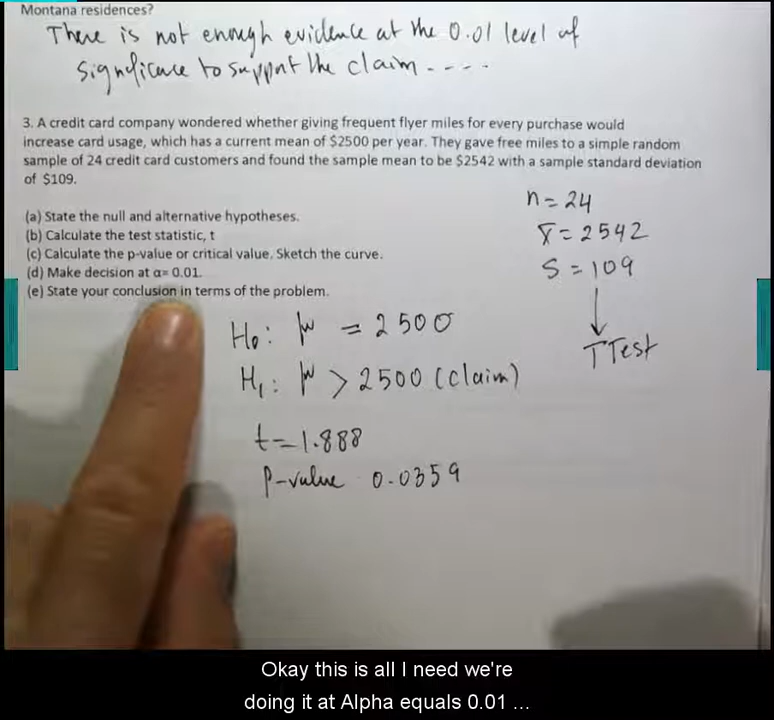 Montana residences?
There is not enough evidence at the 0.01 level of
significance to support the claim ....
3. A credit card company wondered whether giving frequent flyer miles for every purchase would
increase card usage, which has a current mean of $2500 per year. They gave free miles to a simple random
sample of 24 credit card customers and found the sample mean to be $2542 with a sample standard deviation
of $109.
n = 24
x̄ = 2542
S = 109
TTest
(a) State the null and alternative hypotheses.
(b) Calculate the test statistic, t
(c) Calculate the p-value or critical value. Sketch the curve.
(d) Make decision at α= 0.01.
(e) State your conclusion in terms of the problem.
H₀: μ = 2500
H₁: μ > 2500 (claim)
t = 1.888
P-value 0.0359
Okay this is all I need we're
doing it at Alpha equals 0.01 ...